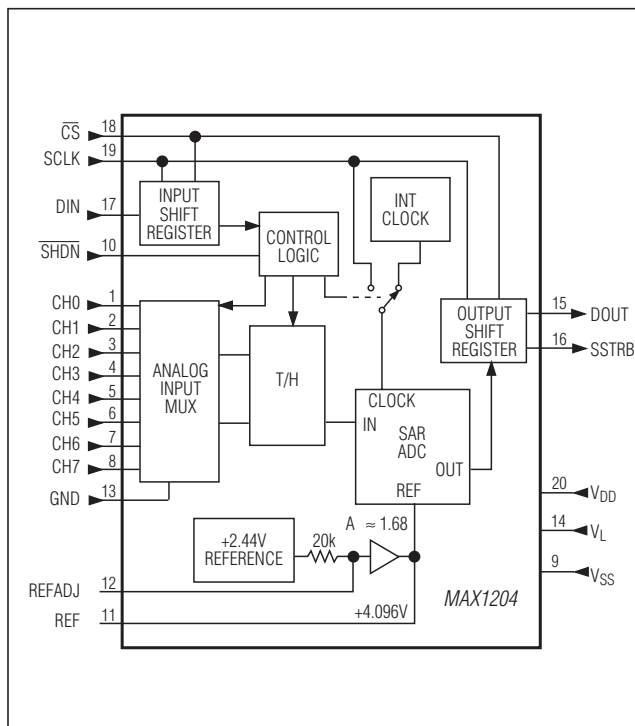 CS 18
SCLK 19
DIN 17
SHDN 10
INPUT
SHIFT
REGISTER
CONTROL
LOGIC
INT
CLOCK
CH0 1
CH1 2
CH2 3
CH3 4
CH4 5
CH5 6
CH6 7
CH7 8
GND 13
ANALOG
INPUT
MUX
T/H
CLOCK
IN
SAR
ADC
OUT
REF
OUTPUT
SHIFT
REGISTER
15 DOUT
16 SSTRB
20 VDD
14 VL
9 VSS
+2.44V
REFERENCE
20k
A ≈ 1.68
REFADJ 12
REF 11
+4.096V
MAX1204